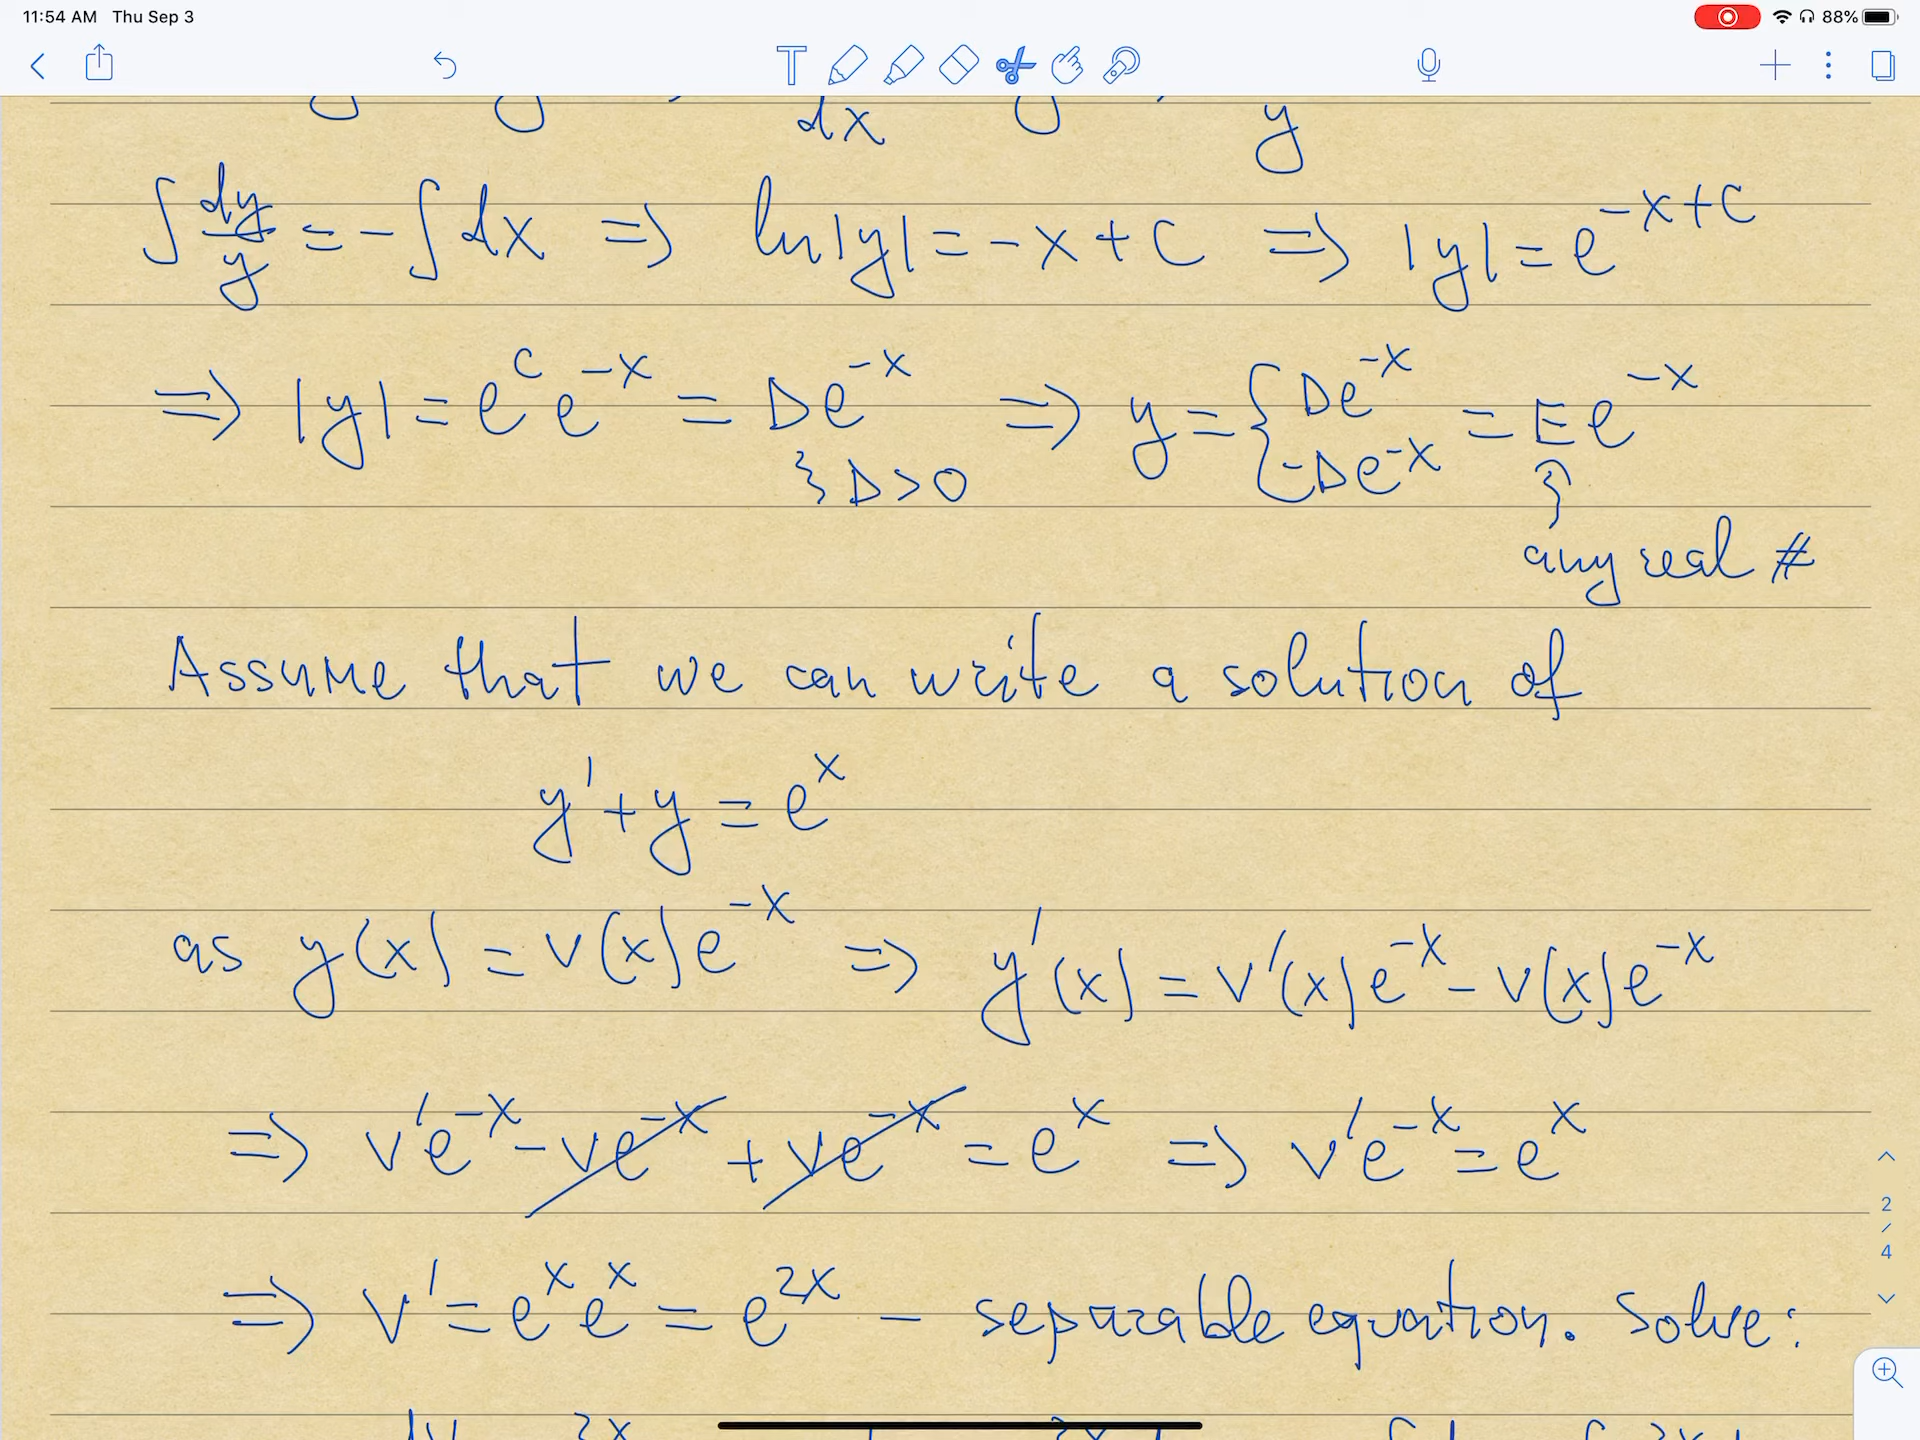 11:54 AM Thu Sep 3 88%
T
dx y
∫ dy/y = -∫ dx => ln|y| = -x + C => |y| = e^{-x+C}
=> |y| = e^C e^{-x} = De^{-x} => y = { De^{-x} -De^{-x} = E e^{-x}
D > 0
any real #
Assume that we can write a solution of
y' + y = e^x
as y(x) = v(x)e^{-x} => y'(x) = v'(x)e^{-x} - v(x)e^{-x}
=> v'e^{-x} - ve^{-x} + ve^{-x} = e^x => v'e^{-x} = e^x
=> v' = e^x e^x = e^{2x} - separable equation. Solve:
2
/
4